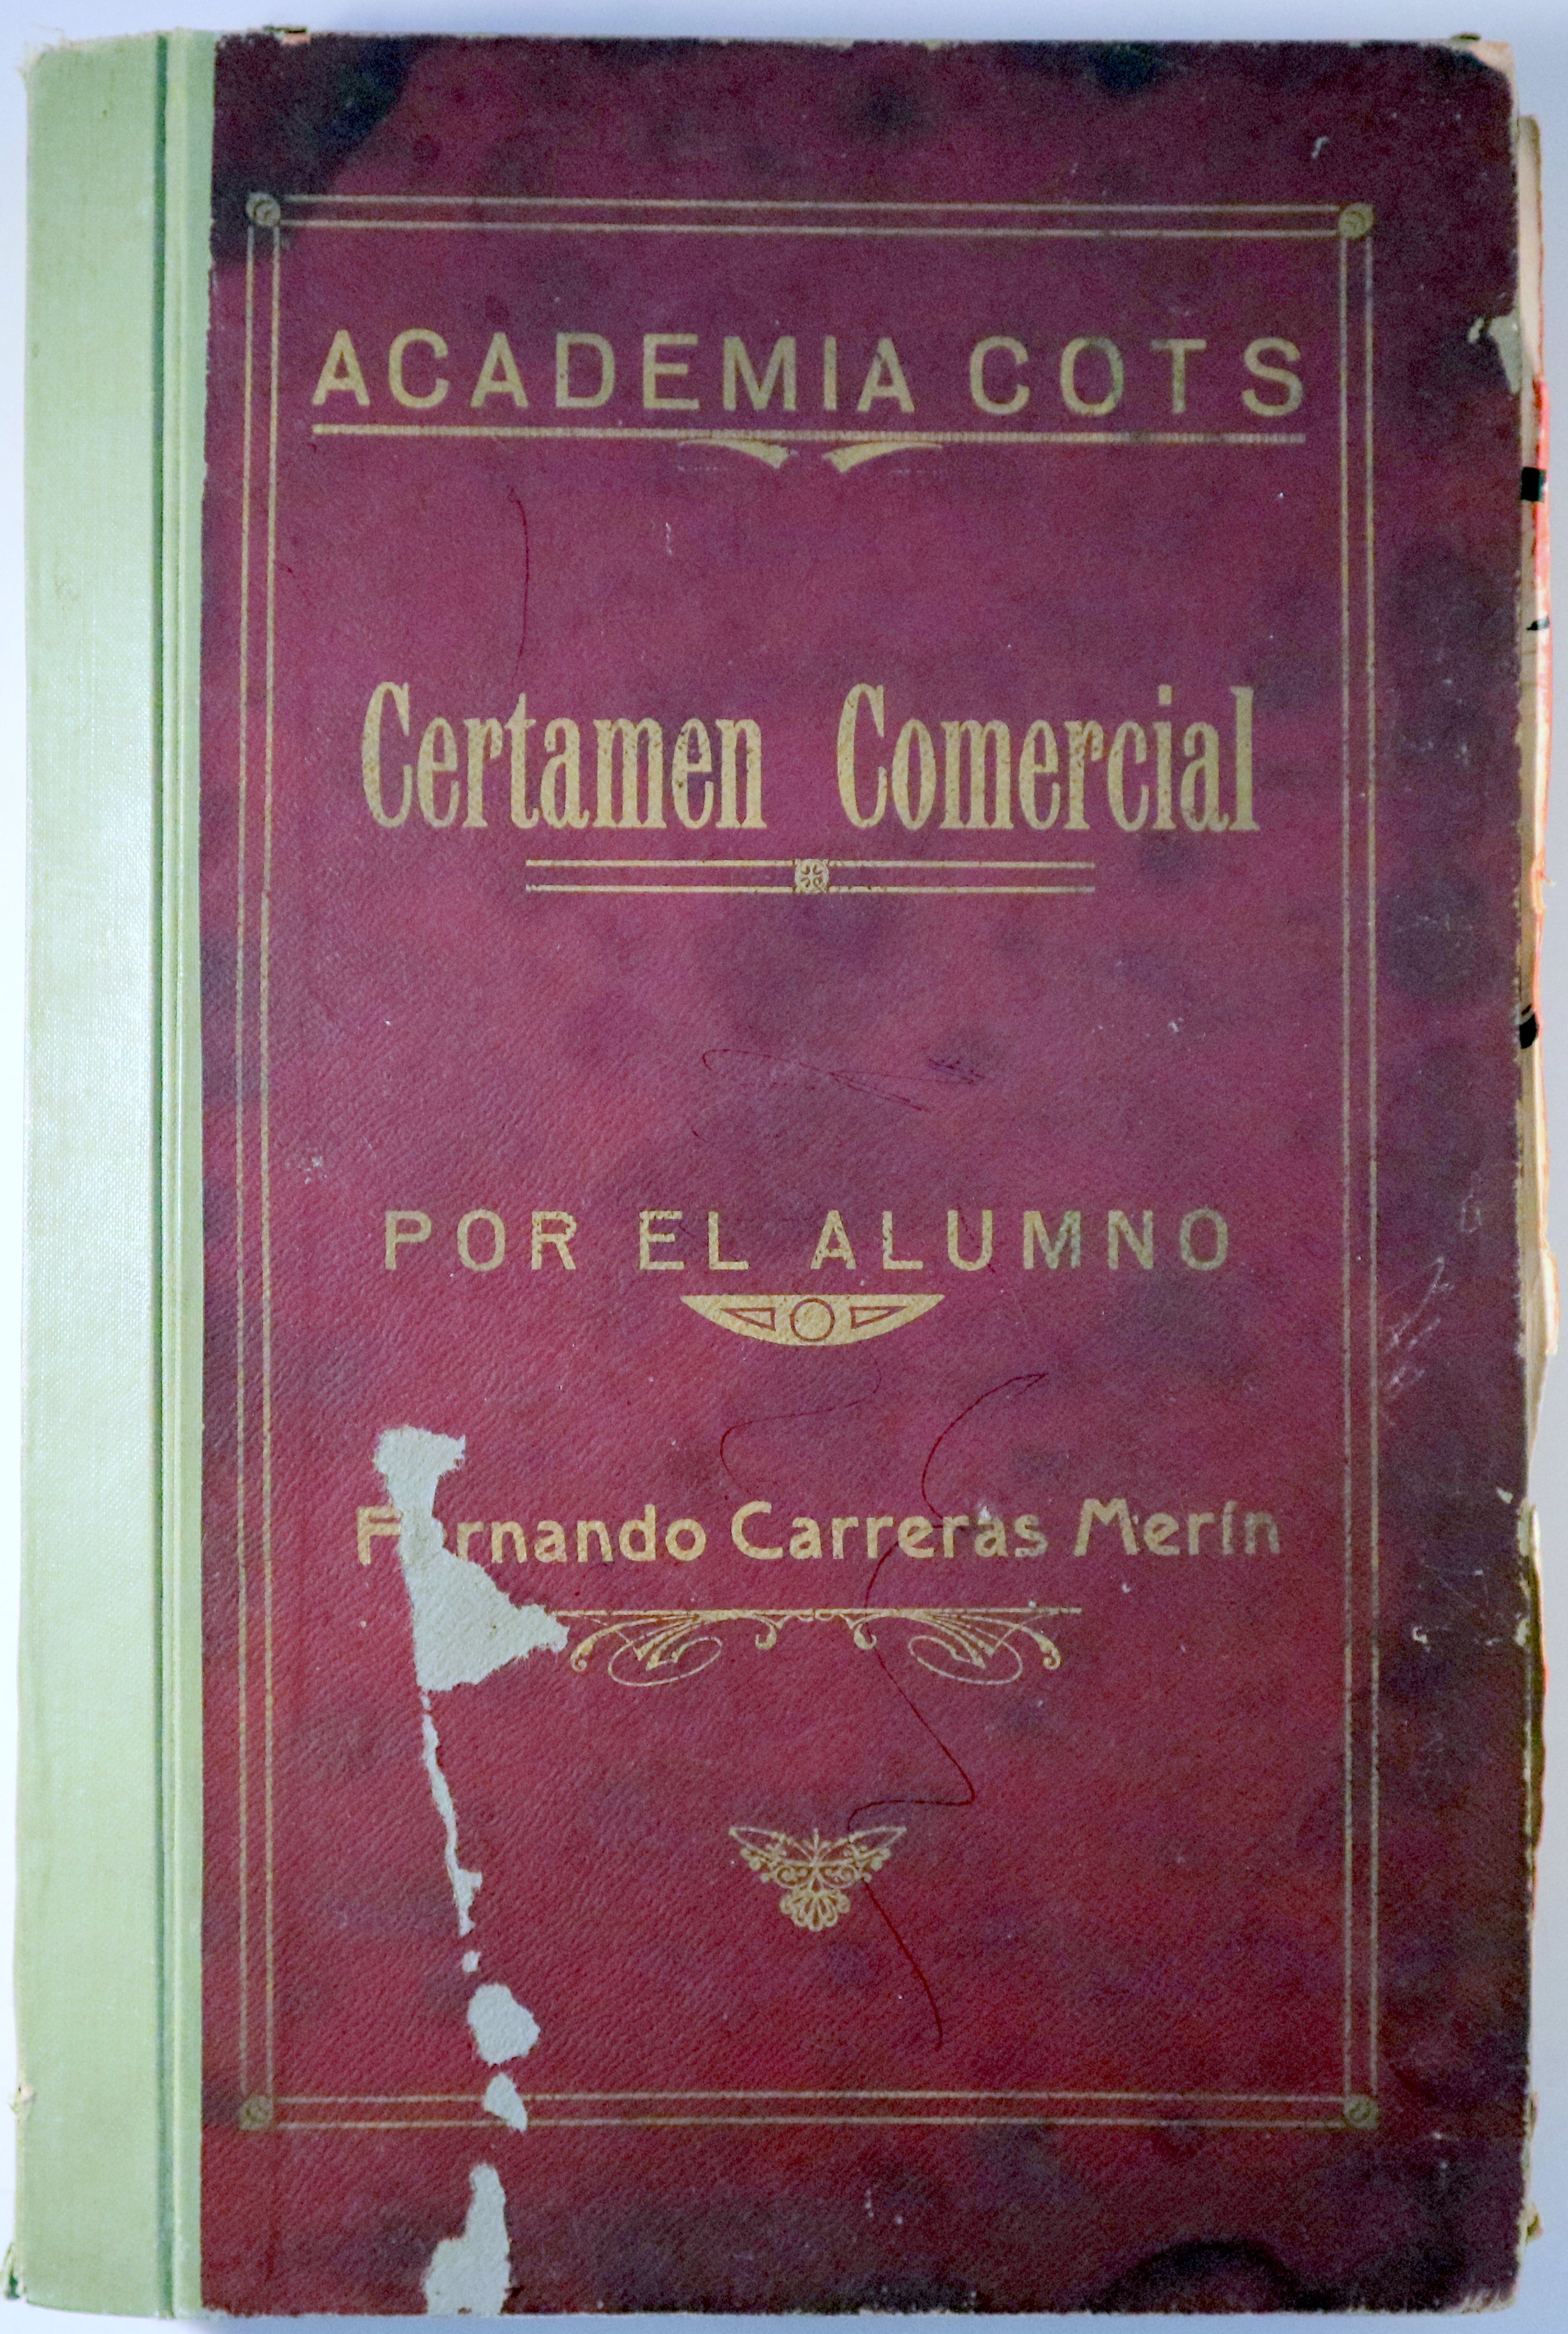 ACADEMIA COTS
Certamen Comercial
POR EL ALUMNO
Fernando Carreras Merín